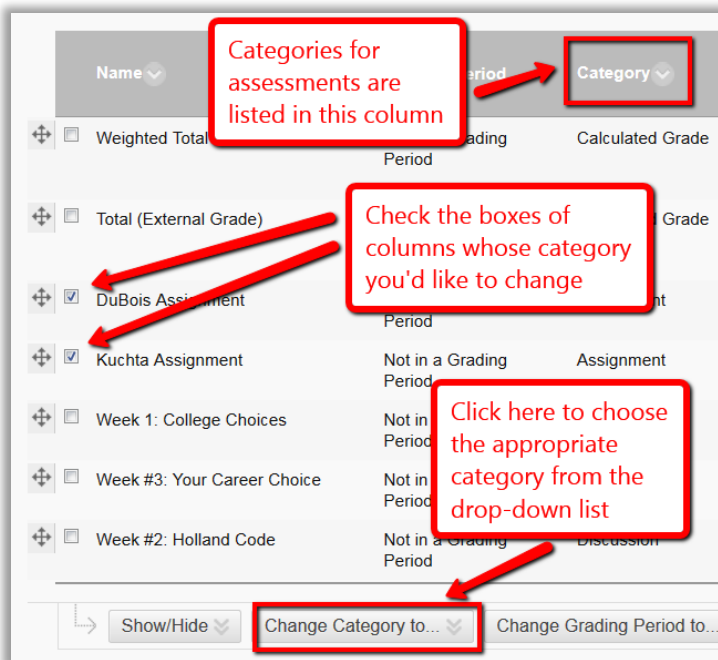 Categories for
assessments are
listed in this column
Name
eriod
Category
Weighted Total
ading
Period
Calculated Grade
Total (External Grade)
Grade
Check the boxes of
columns whose category
you'd like to change
DuBois Assignment
Period
nt
Kuchta Assignment
Not in a Grading
Period
Assignment
Click here to choose
the appropriate
category from the
drop-down list
Week 1: College Choices
Not in
Period
Week #3: Your Career Choice
Not in
Period
Week #2: Holland Code
Not in a Grading
Period
Discussion
Show/Hide
Change Category to...
Change Grading Period to...